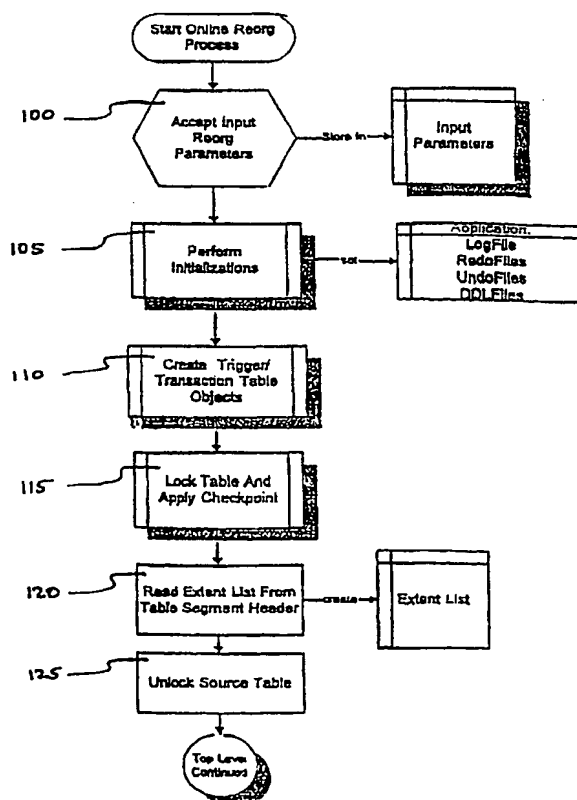 Start Online Reorg
Process
100
Accept Input
Reorg
Parameters
Store in
Input
Parameters
105
Perform
Initializations
set
Application.
LogFile
RedoFiles
UndoFiles
DDLFiles
110
Create Trigger/
Transaction Table
Objects
115
Lock Table And
Apply Checkpoint
120
Read Extent List From
Table Segment Header
create
Extent List
125
Unlock Source Table
Top Level
Continued